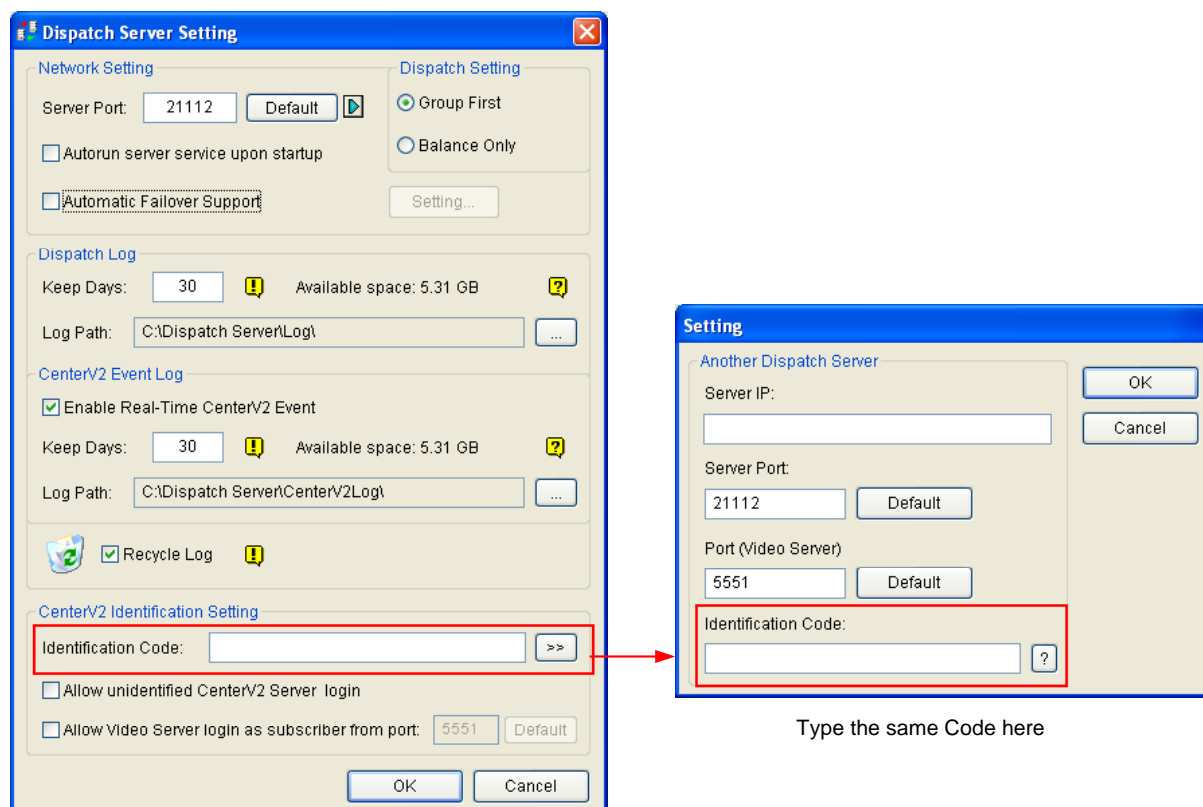 Dispatch Server Setting
Network Setting
Server Port: 21112 Default
Autorun server service upon startup
Automatic Failover Support
Dispatch Setting
Group First
Balance Only
Setting...
Dispatch Log
Keep Days: 30 ! Available space: 5.31 GB ?
Log Path: C:\Dispatch Server\Log\ ...
CenterV2 Event Log
Enable Real-Time CenterV2 Event
Keep Days: 30 ! Available space: 5.31 GB ?
Log Path: C:\Dispatch Server\CenterV2Log\ ...
Recycle Log !
CenterV2 Identification Setting
Identification Code: >>
Allow unidentified CenterV2 Server login
Allow Video Server login as subscriber from port: 5551 Default
OK Cancel
Setting
Another Dispatch Server
Server IP:
Server Port:
21112 Default
Port (Video Server)
5551 Default
Identification Code:
?
OK
Cancel
Type the same Code here